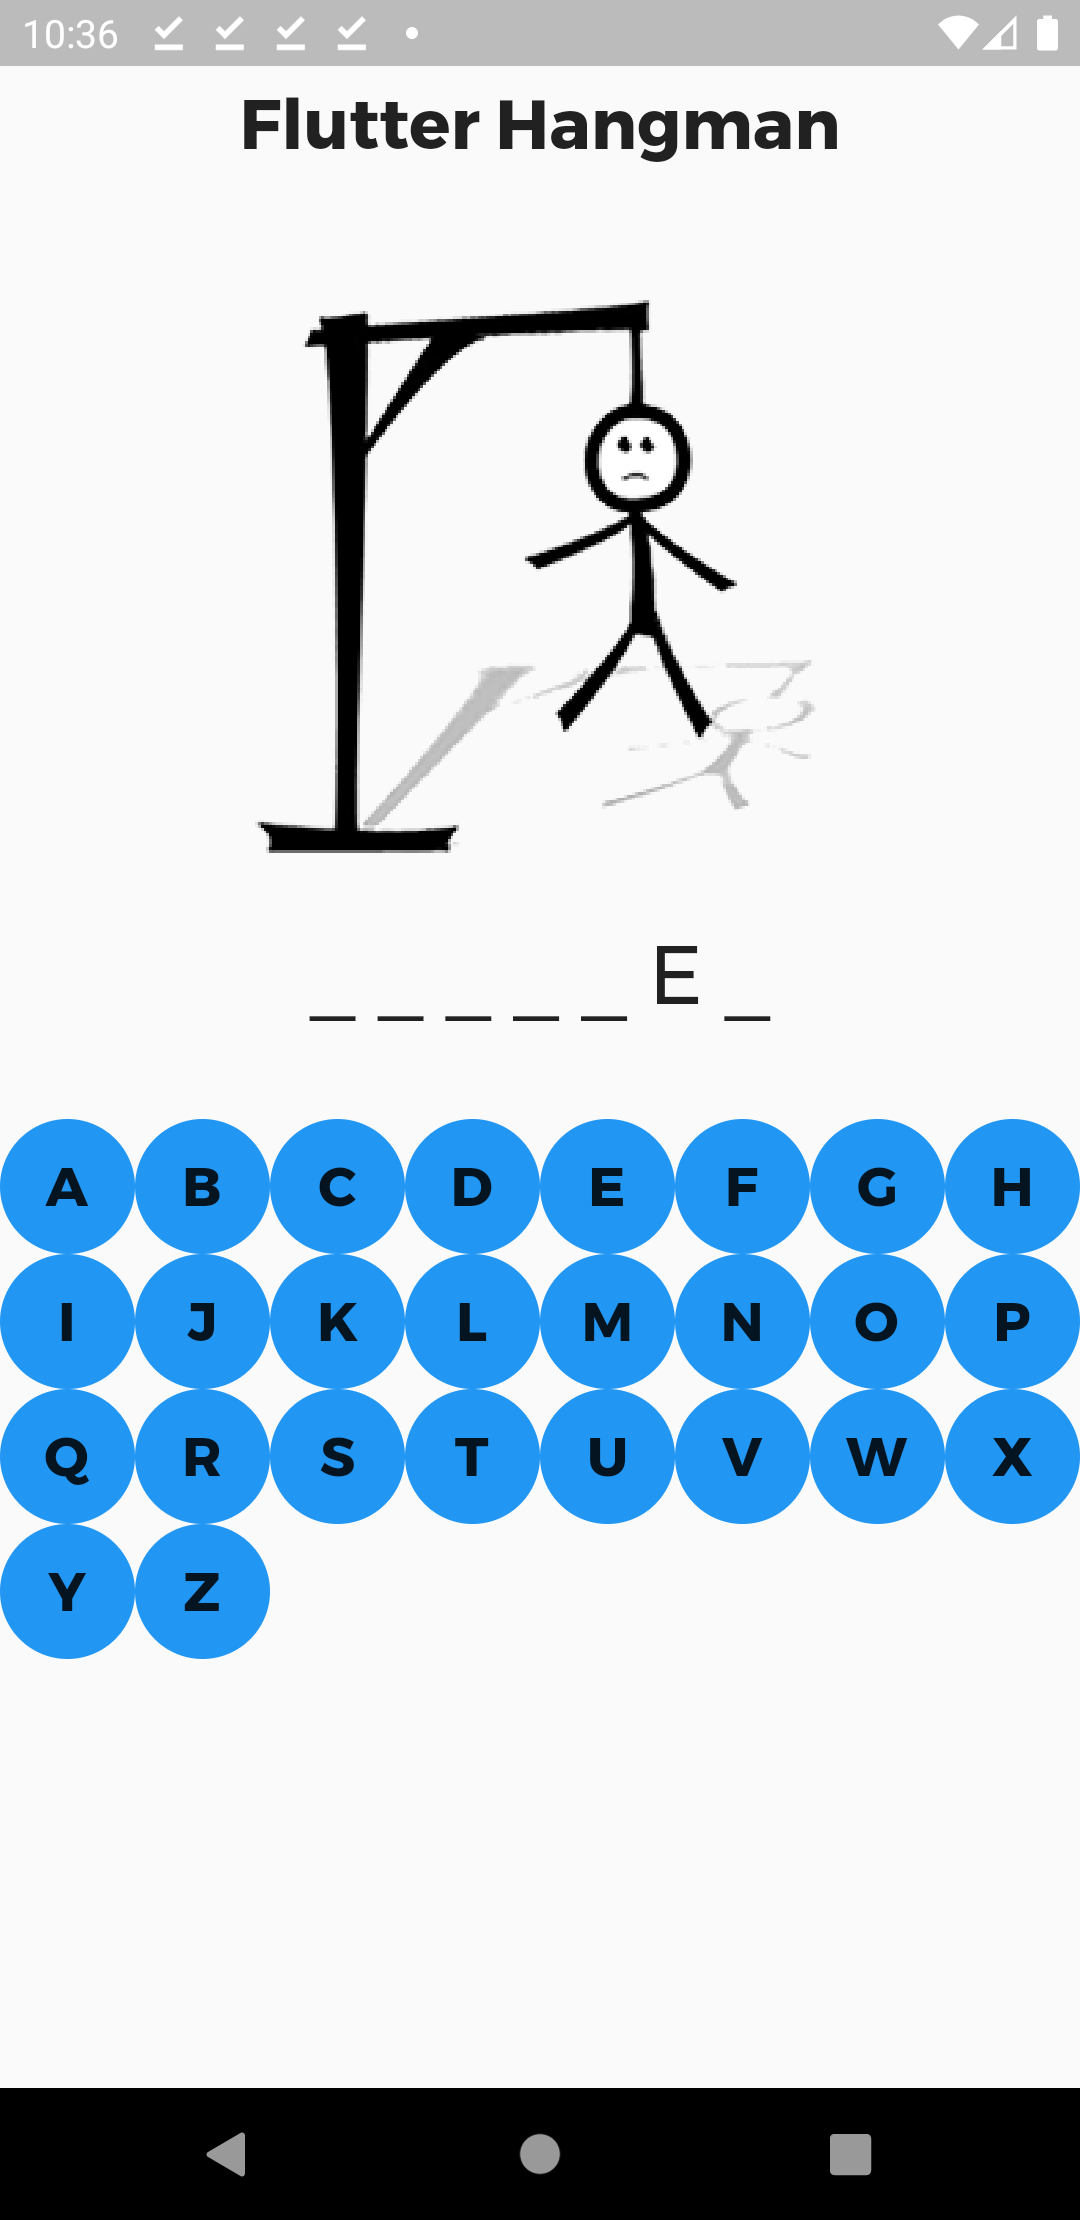 10:36
Flutter Hangman
_ _ _ _ _ E _
A B C D E F G H
I J K L M N O P
Q R S T U V W X
Y Z